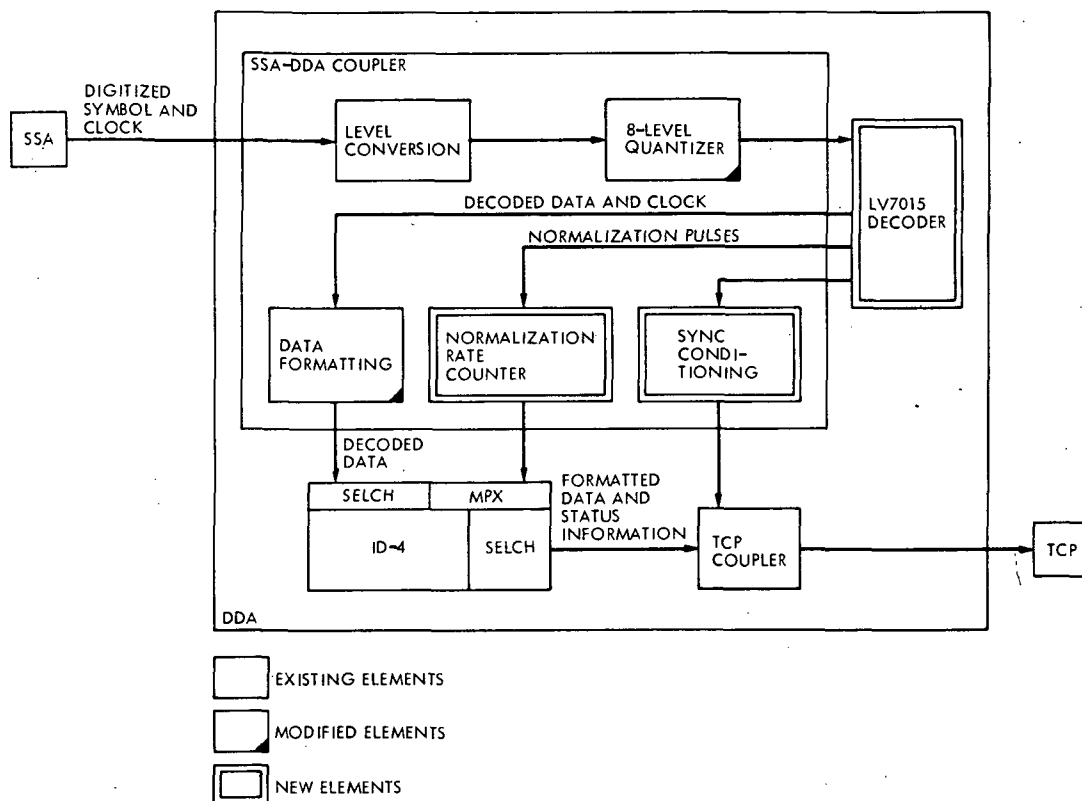 SSA-DDA COUPLER
DIGITIZED
SYMBOL AND
CLOCK
SSA
LEVEL
CONVERSION
8-LEVEL
QUANTIZER
LV7015
DECODER
DECODED DATA AND CLOCK
NORMALIZATION PULSES
DATA
FORMATTING
NORMALIZATION
RATE
COUNTER
SYNC
CONDI-
TIONING
DECODED
DATA
SELCH
MPX
ID-4
SELCH
FORMATTED
DATA AND
STATUS
INFORMATION
TCP
COUPLER
TCP
DDA
EXISTING ELEMENTS
MODIFIED ELEMENTS
NEW ELEMENTS